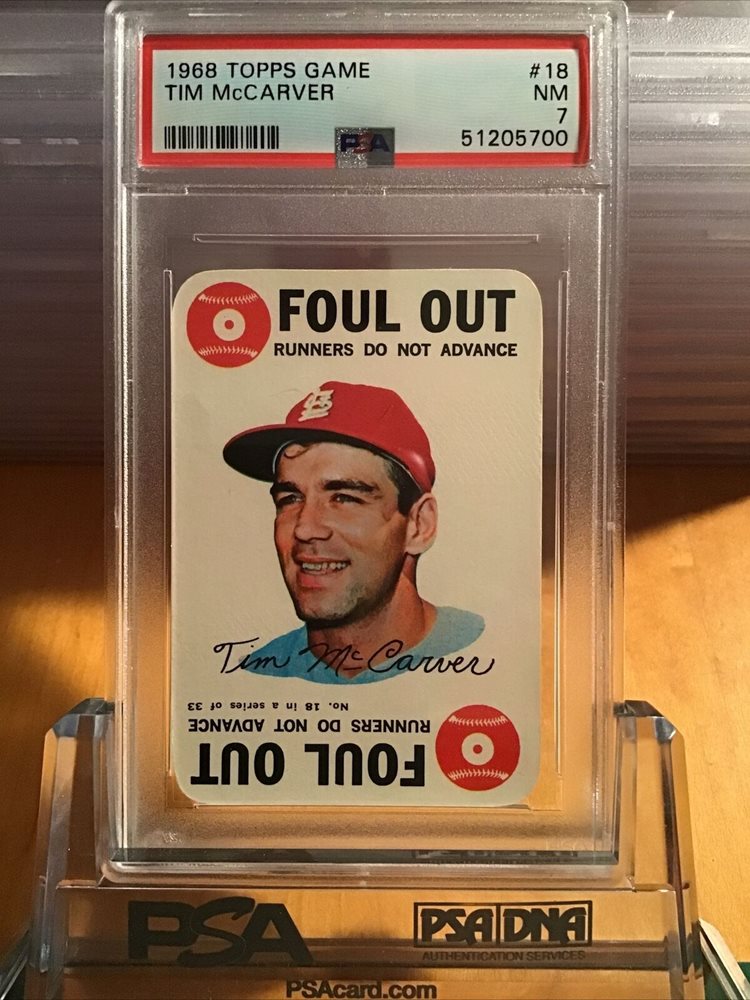 1968 TOPPS GAME #18
TIM McCARVER NM
7
PSA 51205700
FOUL OUT
RUNNERS DO NOT ADVANCE
StL
Tim McCarver
No. 18 in a series of 33
RUNNERS DO NOT ADVANCE
FOUL OUT
PSA PSA DNA
AUTHENTICATION SERVICES
PSAcard.com